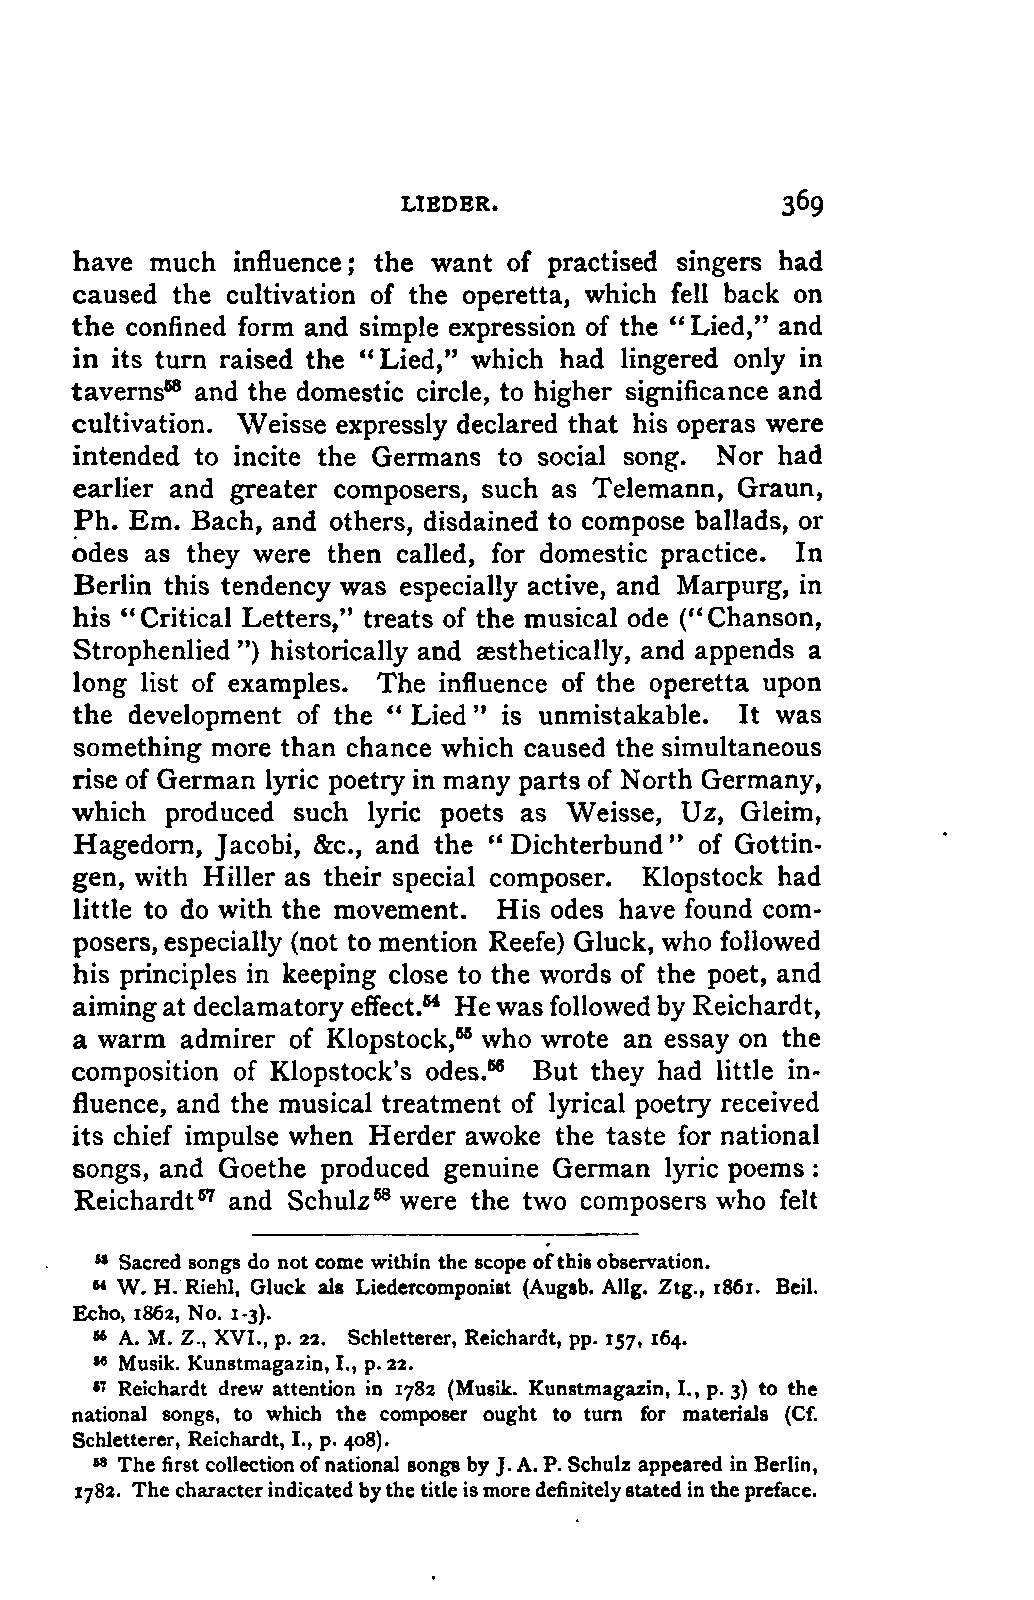 LIEDER. 369
have much influence; the want of practised singers had
caused the cultivation of the operetta, which fell back on
the confined form and simple expression of the “Lied,” and
in its turn raised the “Lied,” which had lingered only in
taverns⁵³ and the domestic circle, to higher significance and
cultivation. Weisse expressly declared that his operas were
intended to incite the Germans to social song. Nor had
earlier and greater composers, such as Telemann, Graun,
Ph. Em. Bach, and others, disdained to compose ballads, or
odes as they were then called, for domestic practice. In
Berlin this tendency was especially active, and Marpurg, in
his “Critical Letters,” treats of the musical ode (“Chanson,
Strophenlied”) historically and æsthetically, and appends a
long list of examples. The influence of the operetta upon
the development of the “Lied” is unmistakable. It was
something more than chance which caused the simultaneous
rise of German lyric poetry in many parts of North Germany,
which produced such lyric poets as Weisse, Uz, Gleim,
Hagedorn, Jacobi, &c., and the “Dichterbund” of Gottin-
gen, with Hiller as their special composer. Klopstock had
little to do with the movement. His odes have found com-
posers, especially (not to mention Reefe) Gluck, who followed
his principles in keeping close to the words of the poet, and
aiming at declamatory effect.⁵⁴ He was followed by Reichardt,
a warm admirer of Klopstock,⁵⁵ who wrote an essay on the
composition of Klopstock’s odes.⁵⁶ But they had little in-
fluence, and the musical treatment of lyrical poetry received
its chief impulse when Herder awoke the taste for national
songs, and Goethe produced genuine German lyric poems:
Reichardt⁵⁷ and Schulz⁵⁸ were the two composers who felt
⁵³ Sacred songs do not come within the scope of this observation.
⁵⁴ W. H. Riehl, Gluck als Liedercomponist (Augsb. Allg. Ztg., 1861. Beil.
Echo, 1862, No. 1-3).
⁵⁵ A. M. Z., XVI., p. 22. Schletterer, Reichardt, pp. 157, 164.
⁵⁶ Musik. Kunstmagazin, I., p. 22.
⁵⁷ Reichardt drew attention in 1782 (Musik. Kunstmagazin, I., p. 3) to the
national songs, to which the composer ought to turn for materials (Cf.
Schletterer, Reichardt, I., p. 408).
⁵⁸ The first collection of national songs by J. A. P. Schulz appeared in Berlin,
1782. The character indicated by the title is more definitely stated in the preface.